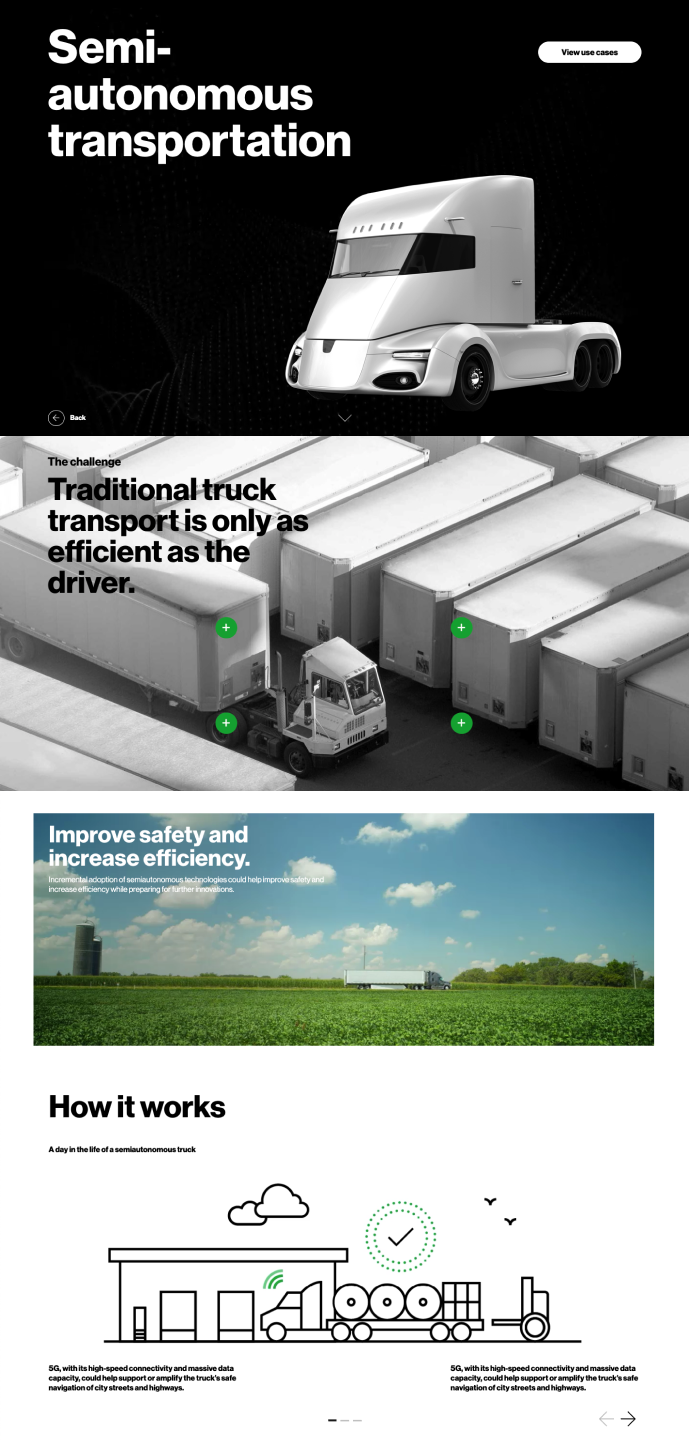 Semi-
autonomous
transportation
View use cases
Back
The challenge
Traditional truck
transport is only as
efficient as the
driver.
Improve safety and
increase efficiency.
Incremental adoption of semiautonomous technologies could help improve safety and
increase efficiency while preparing for further innovations.
How it works
A day in the life of a semiautonomous truck
5G, with its high-speed connectivity and massive data
capacity, could help support or amplify the truck's safe
navigation of city streets and highways.
5G, with its high-speed connectivity and massive data
capacity, could help support or amplify the truck's safe
navigation of city streets and highways.